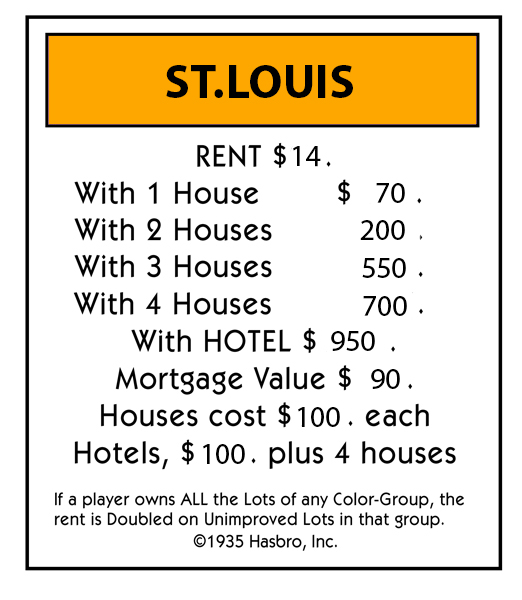 ST.LOUIS
RENT $14.
With 1 House $ 70.
With 2 Houses 200.
With 3 Houses 550.
With 4 Houses 700.
With HOTEL $ 950.
Mortgage Value $ 90.
Houses cost $100. each
Hotels, $100. plus 4 houses
If a player owns ALL the Lots of any Color-Group, the
rent is Doubled on Unimproved Lots in that group.
©1935 Hasbro, Inc.